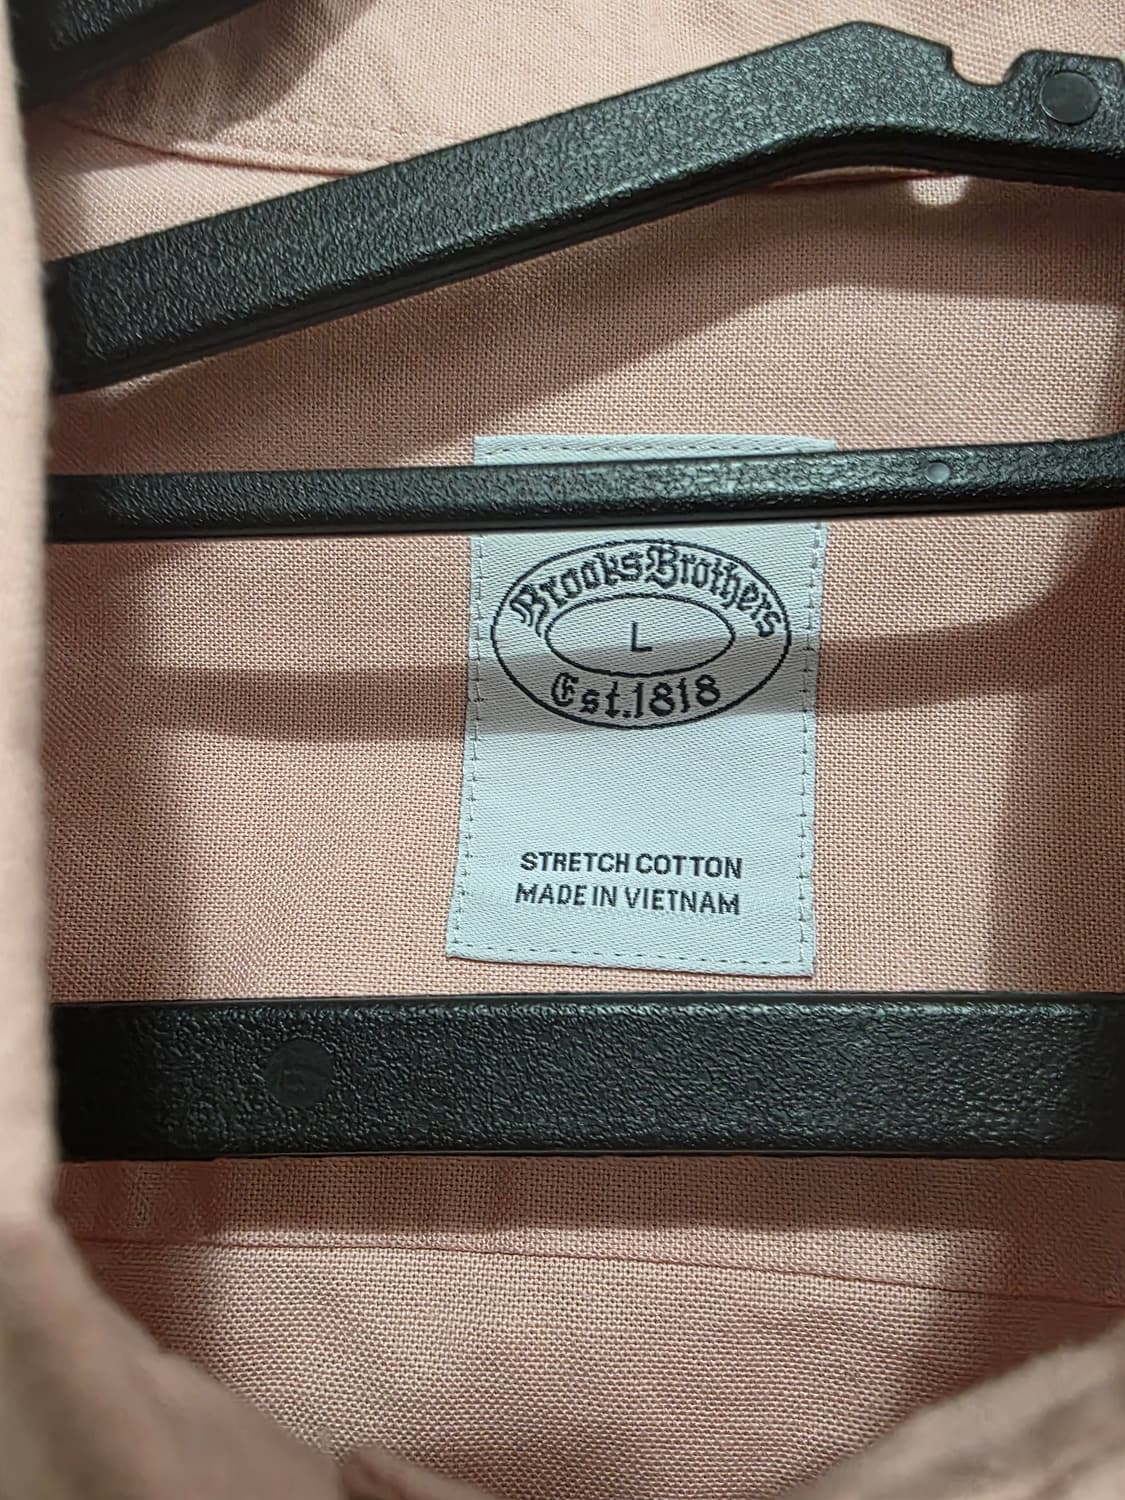 Brooks Brothers
L
Est. 1818
STRETCH COTTON
MADE IN VIETNAM